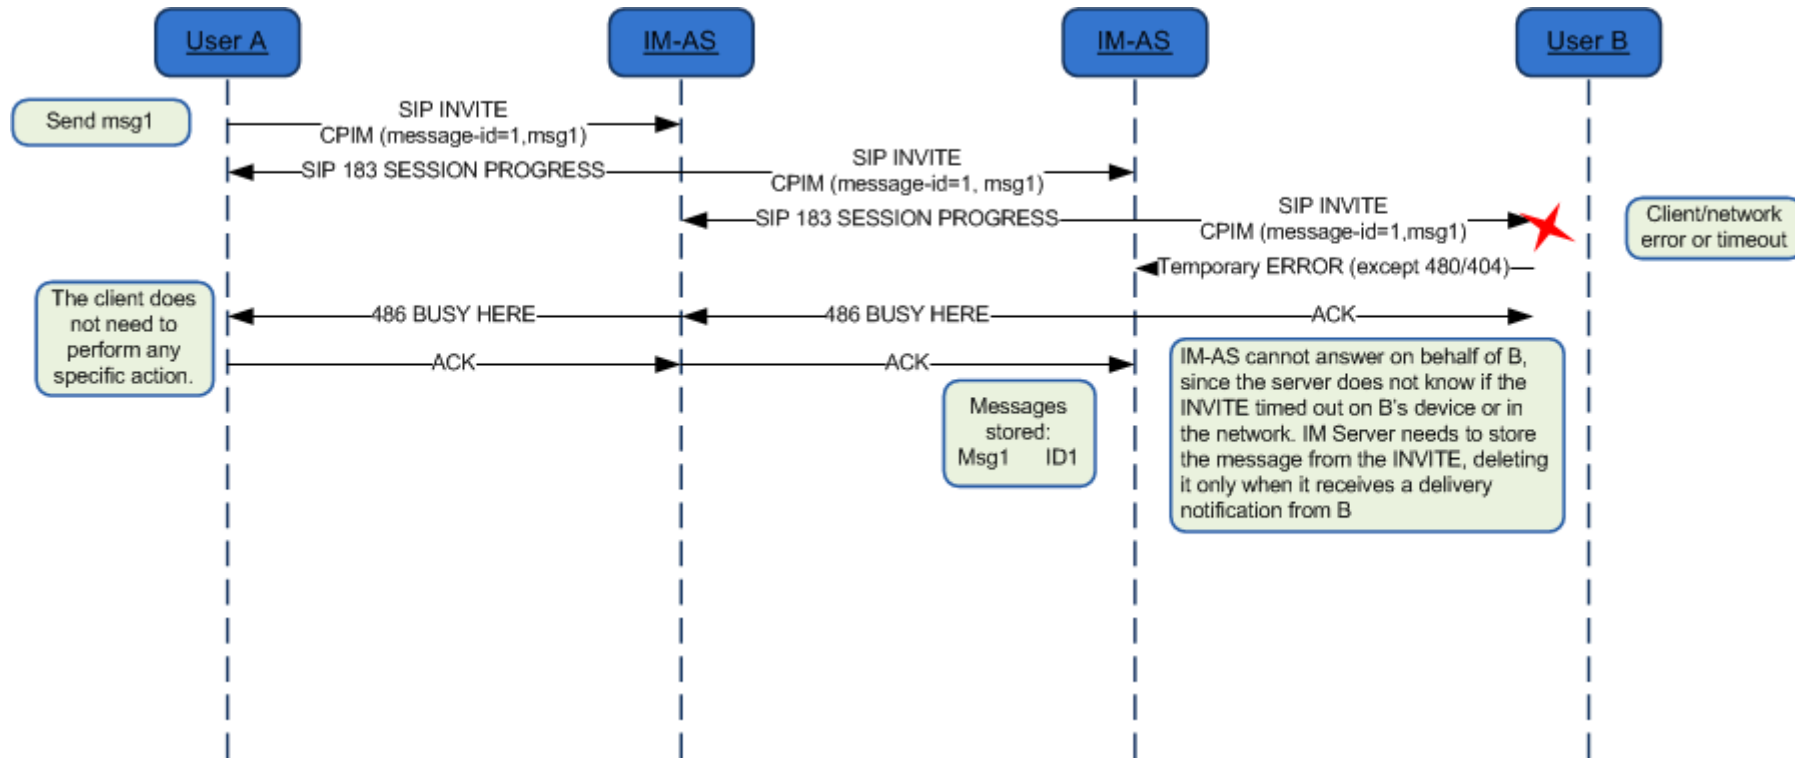 User A
IM-AS
IM-AS
User B
Send msg1
SIP INVITE
CPIM (message-id=1,msg1)
SIP 183 SESSION PROGRESS
SIP INVITE
CPIM (message-id=1, msg1)
SIP 183 SESSION PROGRESS
SIP INVITE
CPIM (message-id=1,msg1)
Client/network
error or timeout
Temporary ERROR (except 480/404)
The client does
not need to
perform any
specific action.
486 BUSY HERE
486 BUSY HERE
ACK
ACK
ACK
Messages
stored:
Msg1 ID1
IM-AS cannot answer on behalf of B,
since the server does not know if the
INVITE timed out on B's device or in
the network. IM Server needs to store
the message from the INVITE, deleting
it only when it receives a delivery
notification from B